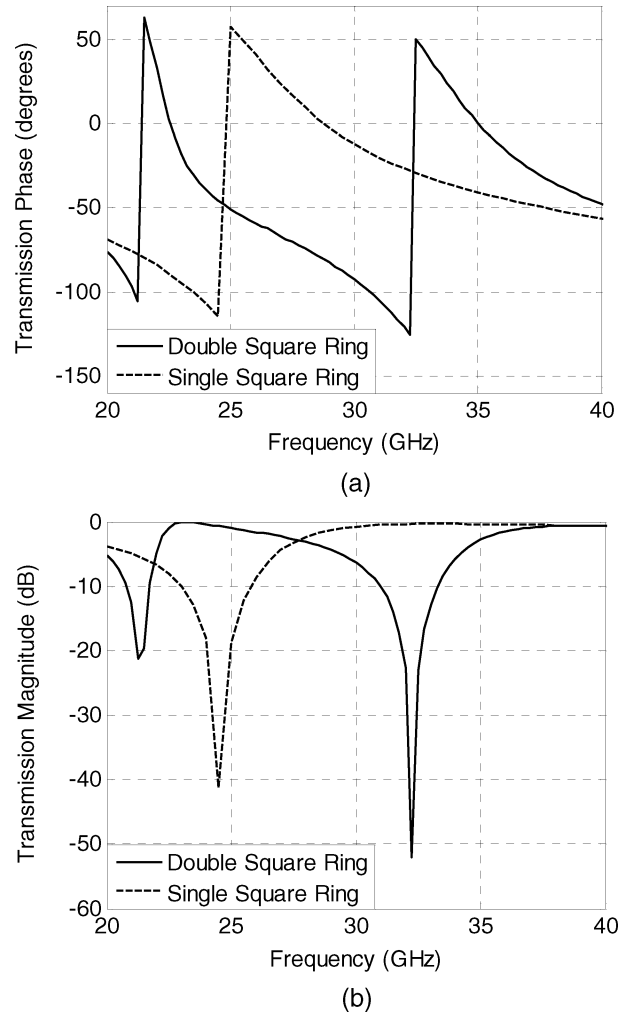 50
0
-50
-100
-150
Transmission Phase (degrees)
Double Square Ring
Single Square Ring
20
25
30
35
40
Frequency (GHz)
(a)
0
-10
-20
-30
-40
-50
-60
Transmission Magnitude (dB)
Double Square Ring
Single Square Ring
20
25
30
35
40
Frequency (GHz)
(b)